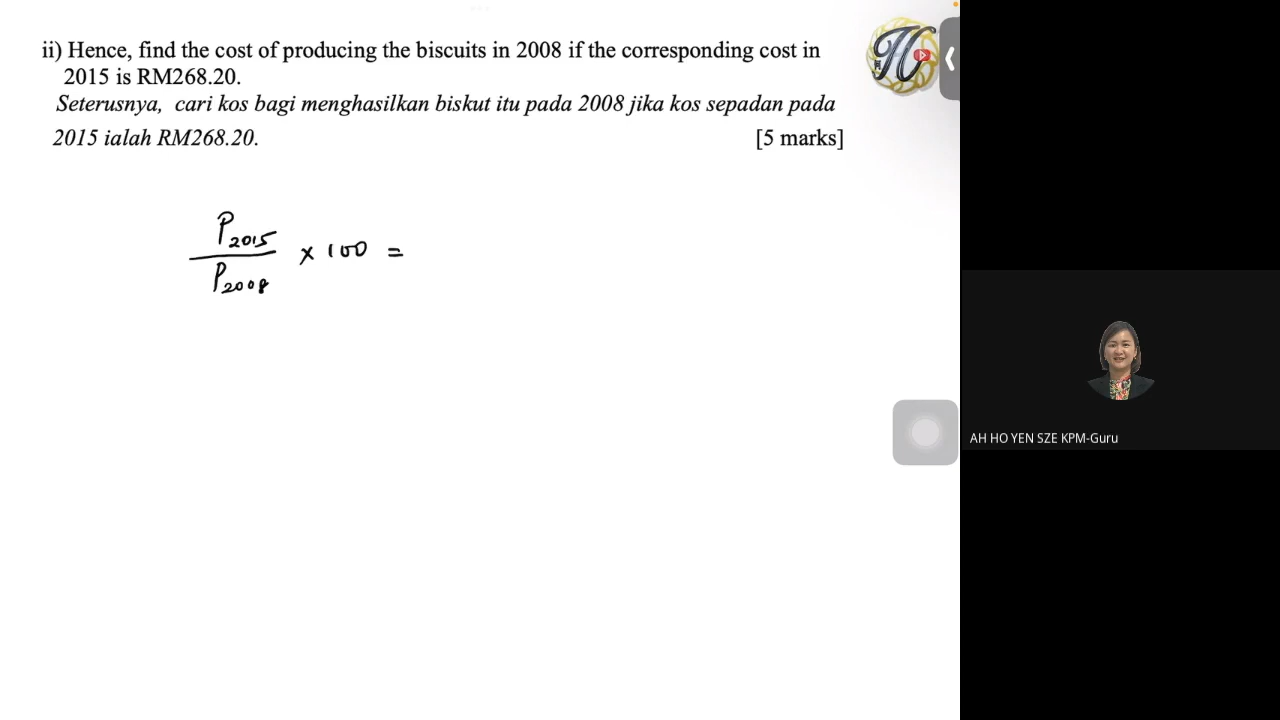 ii) Hence, find the cost of producing the biscuits in 2008 if the corresponding cost in
2015 is RM268.20.
Seterusnya, cari kos bagi menghasilkan biskut itu pada 2008 jika kos sepadan pada
2015 ialah RM268.20. [5 marks]
P2015
x 100 =
P2008
AH HO YEN SZE KPM-Guru